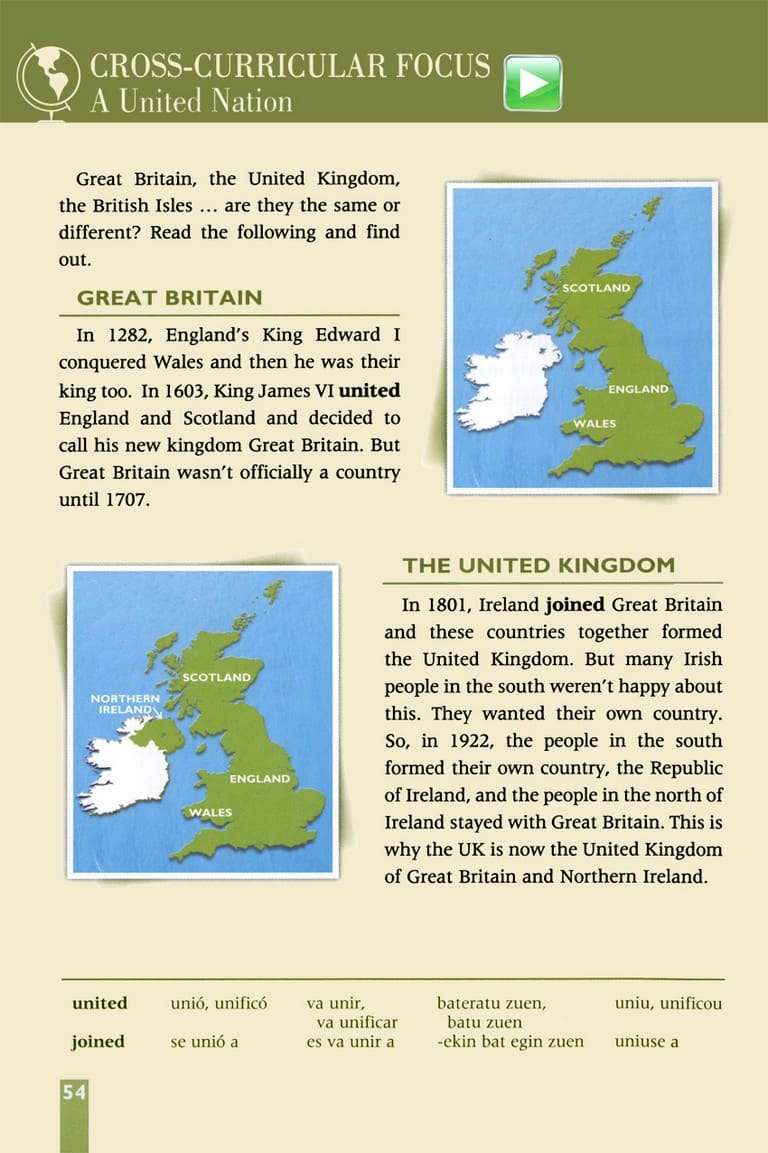 CROSS-CURRICULAR FOCUS
A United Nation
Great Britain, the United Kingdom,
the British Isles ... are they the same or
different? Read the following and find
out.
GREAT BRITAIN
In 1282, England's King Edward I
conquered Wales and then he was their
king too. In 1603, King James VI united
England and Scotland and decided to
call his new kingdom Great Britain. But
Great Britain wasn't officially a country
until 1707.
SCOTLAND
ENGLAND
WALES
SCOTLAND
NORTHERN
IRELAND
ENGLAND
WALES
THE UNITED KINGDOM
In 1801, Ireland joined Great Britain
and these countries together formed
the United Kingdom. But many Irish
people in the south weren't happy about
this. They wanted their own country.
So, in 1922, the people in the south
formed their own country, the Republic
of Ireland, and the people in the north of
Ireland stayed with Great Britain. This is
why the UK is now the United Kingdom
of Great Britain and Northern Ireland.
united unió, unificó va unir, bateratu zuen, uniu, unificou
va unificar batu zuen
joined se unió a es va unir a -ekin bat egin zuen uniuse a
54